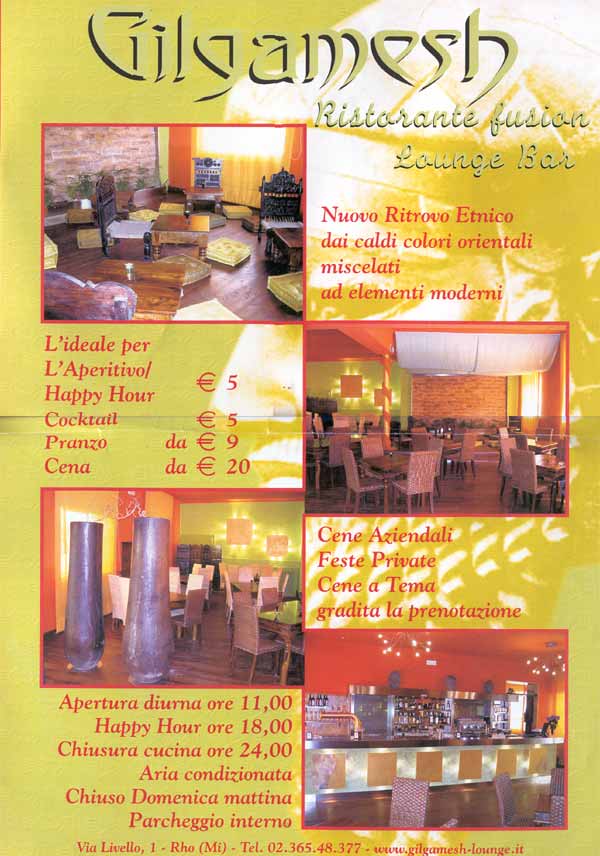 Gilgamesh
Ristorante fusion
Lounge Bar
Nuovo Ritrovo Etnico
dai caldi colori orientali
miscelati
ad elementi moderni
L'ideale per
L'Aperitivo/
Happy Hour € 5
Cocktail € 5
Pranzo da € 9
Cena da € 20
Cene Aziendali
Feste Private
Cene a Tema
gradita la prenotazione
Apertura diurna ore 11,00
Happy Hour ore 18,00
Chiusura cucina ore 24,00
Aria condizionata
Chiuso Domenica mattina
Parcheggio interno
Via Livello, 1 - Rho (Mi) - Tel. 02.365.48.377 - www.gilgamesh-lounge.it